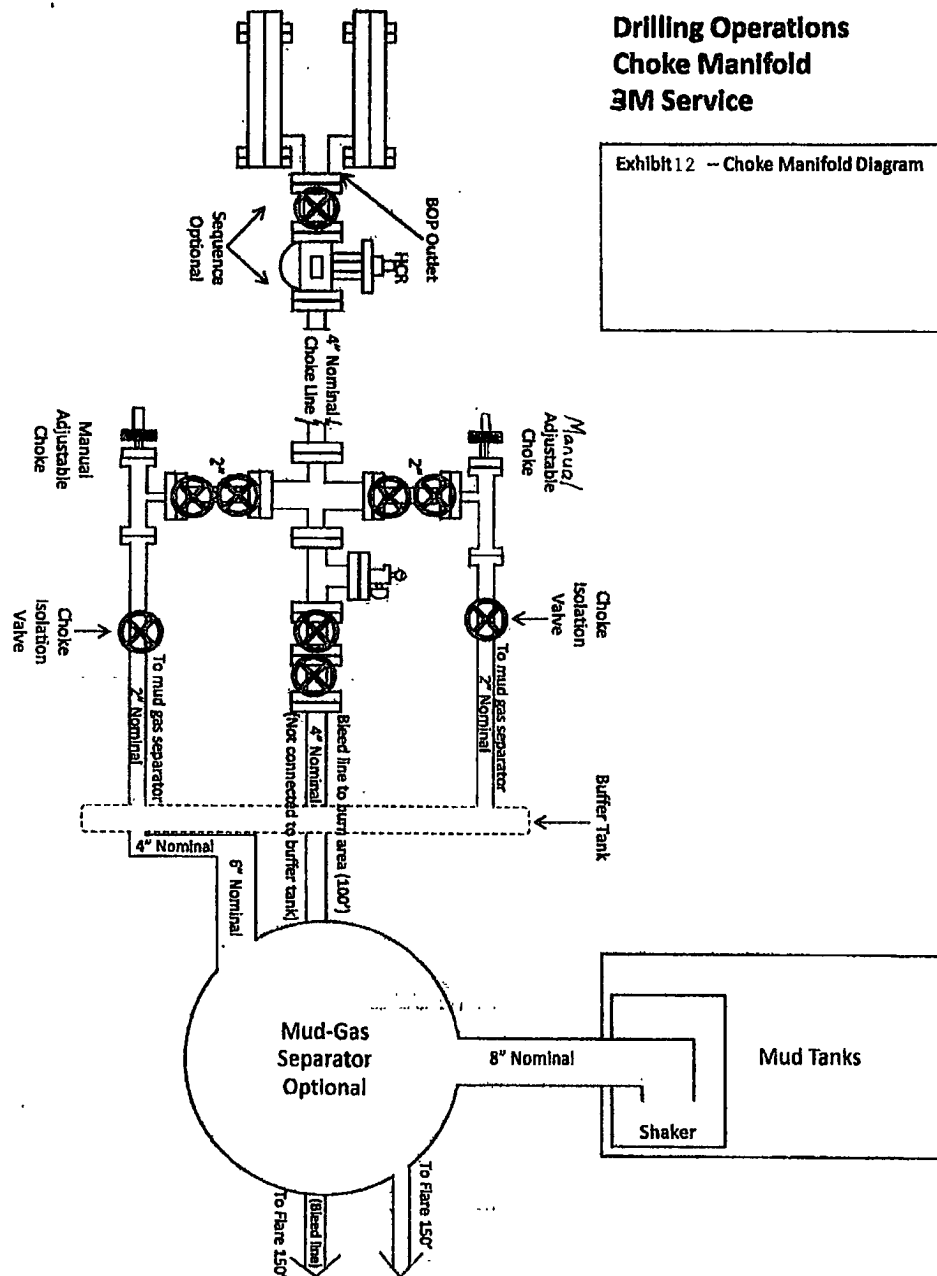 Drilling Operations
Choke Manifold
3M Service
Exhibit 12 – Choke Manifold Diagram
BOP Outlet
HCR
Sequence
Optional
4" Nominal
Choke Line
Manual
Adjustable
Choke
2"
2"
Manual
Adjustable
Choke
Choke
Isolation
Valve
Choke
Isolation
Valve
To mud gas separator
2" Nominal
Bleed line to burn area (100')
4" Nominal
(Not connected to buffer tank)
To mud gas separator
2" Nominal
Buffer Tank
4" Nominal
6" Nominal
Mud-Gas
Separator
Optional
8" Nominal
Mud Tanks
Shaker
To Flare 150'
(Bleed line)
To Flare 150'